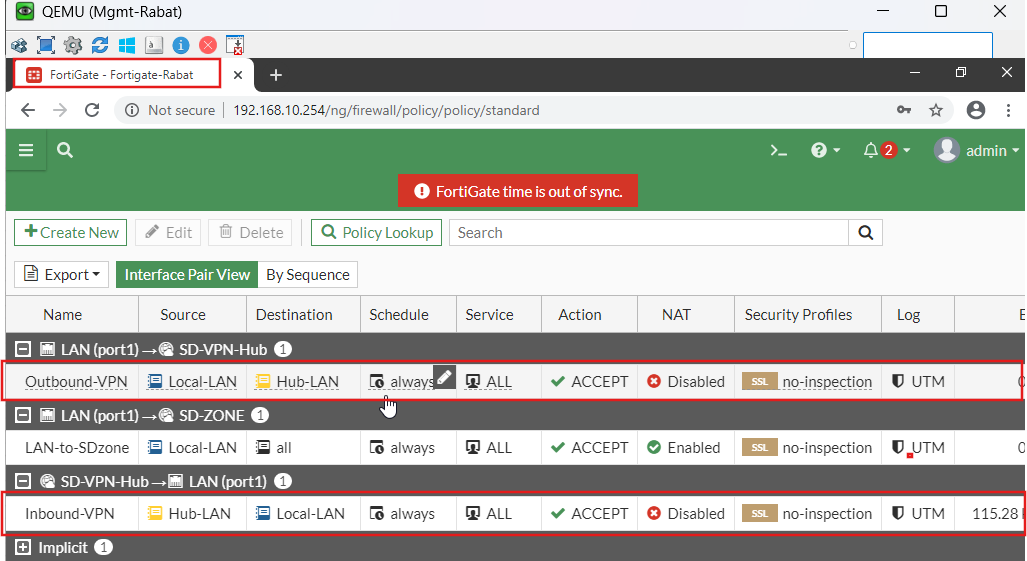 QEMU (Mgmt-Rabat)
FortiGate - Fortigate-Rabat
Not secure 192.168.10.254/ng/firewall/policy/policy/standard
2 admin
FortiGate time is out of sync.
Create New Edit Delete Policy Lookup Search
Export Interface Pair View By Sequence
Name Source Destination Schedule Service Action NAT Security Profiles Log
LAN (port1) → SD-VPN-Hub 1
Outbound-VPN Local-LAN Hub-LAN always ALL ACCEPT Disabled SSL no-inspection UTM
LAN (port1) → SD-ZONE 1
LAN-to-SDzone Local-LAN all always ALL ACCEPT Enabled SSL no-inspection UTM
SD-VPN-Hub → LAN (port1) 1
Inbound-VPN Hub-LAN Local-LAN always ALL ACCEPT Disabled SSL no-inspection UTM 115.28
Implicit 1